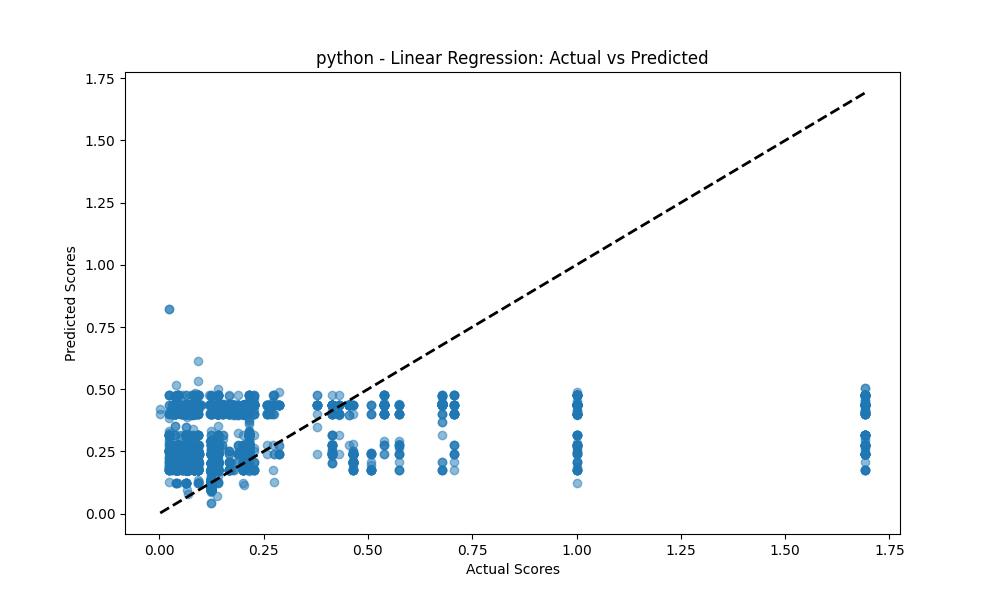 python - Linear Regression: Actual vs Predicted
1.75
1.50
1.25
1.00
0.75
0.50
0.25
0.00
Predicted Scores
0.00 0.25 0.50 0.75 1.00 1.25 1.50 1.75
Actual Scores